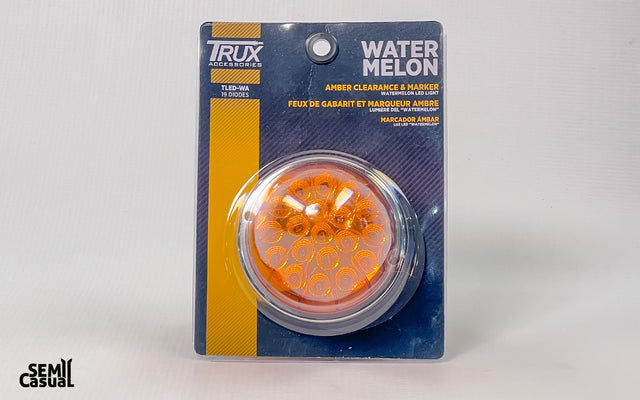 TRUX
ACCESSORIES
TLED-WA
19 DIODES
WATER
MELON
AMBER CLEARANCE & MARKER
WATERMELON LED LIGHT
FEUX DE GABARIT ET MARQUEUR AMBRE
LUMIÈRE DEL "WATERMELON"
MARCADOR ÁMBAR
LUZ LED "WATERMELON"
SEMI
CASUAL